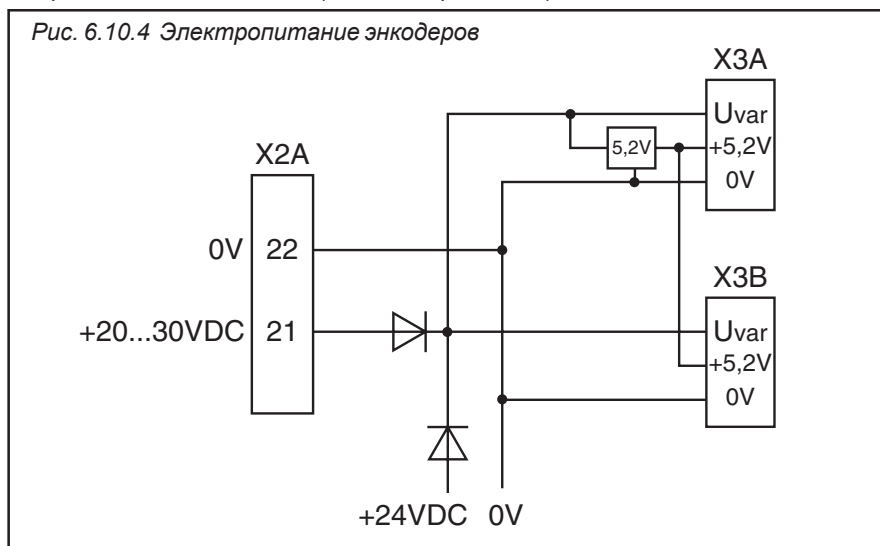 Рис. 6.10.4 Электропитание энкодеров
X3A
Uvar
5,2V
+5,2V
0V
X2A
0V
22
+20...30VDC
21
X3B
Uvar
+5,2V
0V
+24VDC
0V